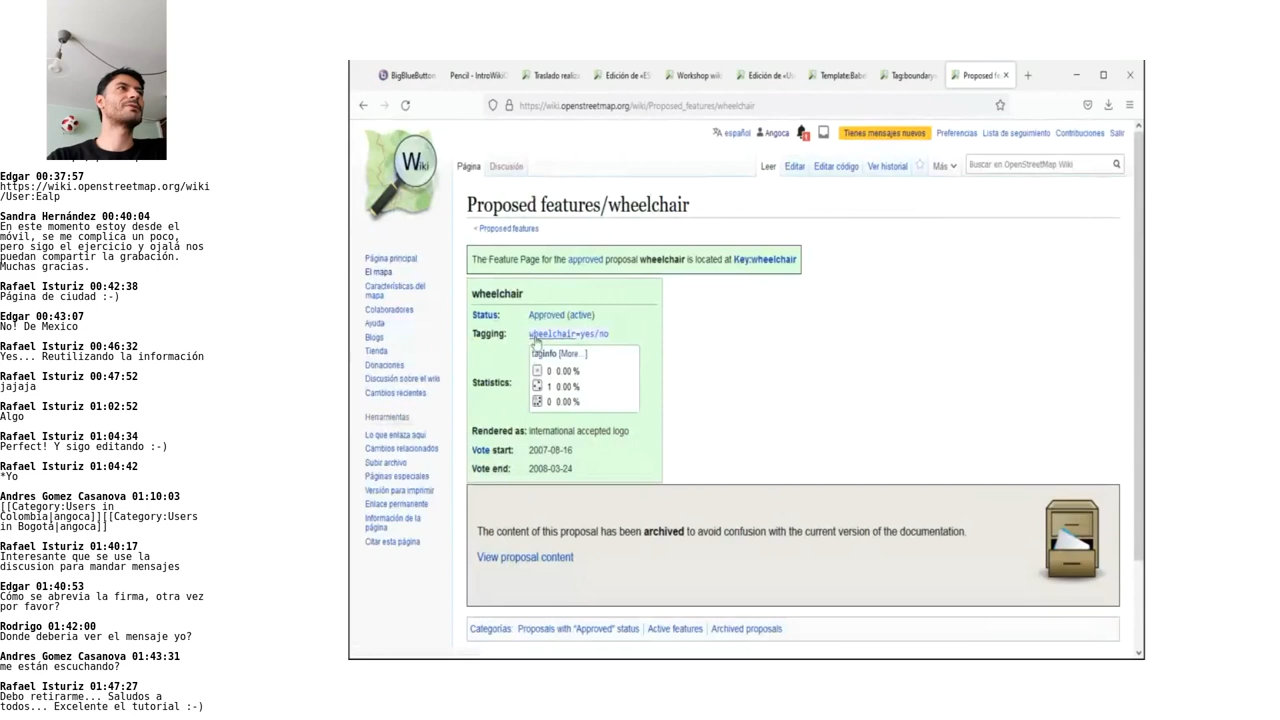 Edgar 00:37:57
https://wiki.openstreetmap.org/wiki
/User:Ealp
Sandra Hernández 00:40:04
En este momento estoy desde el
móvil, se me complica un poco,
pero sigo el ejercicio y ojalá nos
puedan compartir la grabación.
Muchas gracias.
Rafael Isturiz 00:42:38
Página de ciudad :-)
Edgar 00:43:07
No! De Mexico
Rafael Isturiz 00:46:32
Yes... Reutilizando la información
Rafael Isturiz 00:47:52
jajaja
Rafael Isturiz 01:02:52
Algo
Rafael Isturiz 01:04:34
Perfect! Y sigo editando :-)
Rafael Isturiz 01:04:42
*Yo
Andres Gomez Casanova 01:10:03
[[Category:Users in
Colombia|angoca]][[Category:Users
in Bogotá|angoca]]
Rafael Isturiz 01:40:17
Interesante que se use la
discusion para mandar mensajes
Edgar 01:40:53
Cómo se abrevia la firma, otra vez
por favor?
Rodrigo 01:42:00
Donde deberia ver el mensaje yo?
Andres Gomez Casanova 01:43:31
me están escuchando?
Rafael Isturiz 01:47:27
Debo retirarme... Saludos a
todos... Excelente el tutorial :-)
BigBlueButton Pencil - IntroWiki Traslado realiz Edición de «ES Workshop wiki Edición de «Us Template:Babe Tag:boundary Proposed fe
https://wiki.openstreetmap.org/wiki/Proposed_features/wheelchair
español Angoca 1 Tienes mensajes nuevos Preferencias Lista de seguimiento Contribuciones Salir
Wiki
Página Discusión Leer Editar Editar código Ver historial Más Buscar en OpenStreetMap Wiki
Proposed features/wheelchair
< Proposed features
The Feature Page for the approved proposal wheelchair is located at Key:wheelchair
wheelchair
Status: Approved (active)
Tagging: wheelchair=yes/no
taginfo [More...]
Statistics:
0 0.00 %
1 0.00 %
0 0.00 %
Rendered as: international accepted logo
Vote start: 2007-08-16
Vote end: 2008-03-24
The content of this proposal has been archived to avoid confusion with the current version of the documentation.
View proposal content
Categorías: Proposals with "Approved" status Active features Archived proposals
Página principal
El mapa
Características del
mapa
Colaboradores
Ayuda
Blogs
Tienda
Donaciones
Discusión sobre el wiki
Cambios recientes
Herramientas
Lo que enlaza aquí
Cambios relacionados
Subir archivo
Páginas especiales
Versión para imprimir
Enlace permanente
Información de la
página
Citar esta página